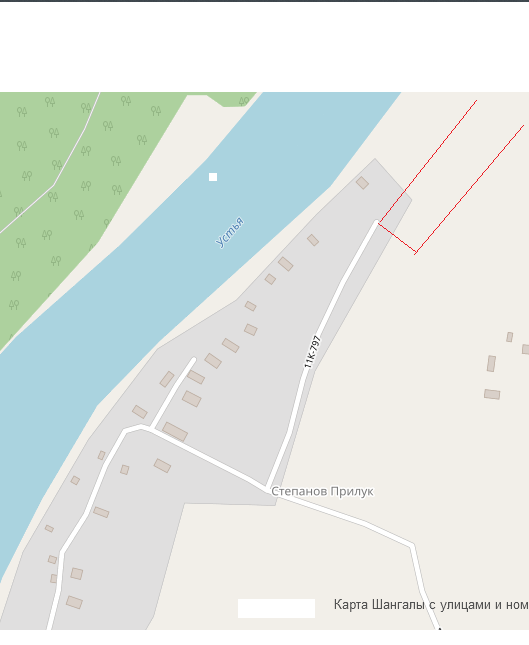 Устья
11К-797
Степанов Прилук
Карта Шангалы с улицами и ном